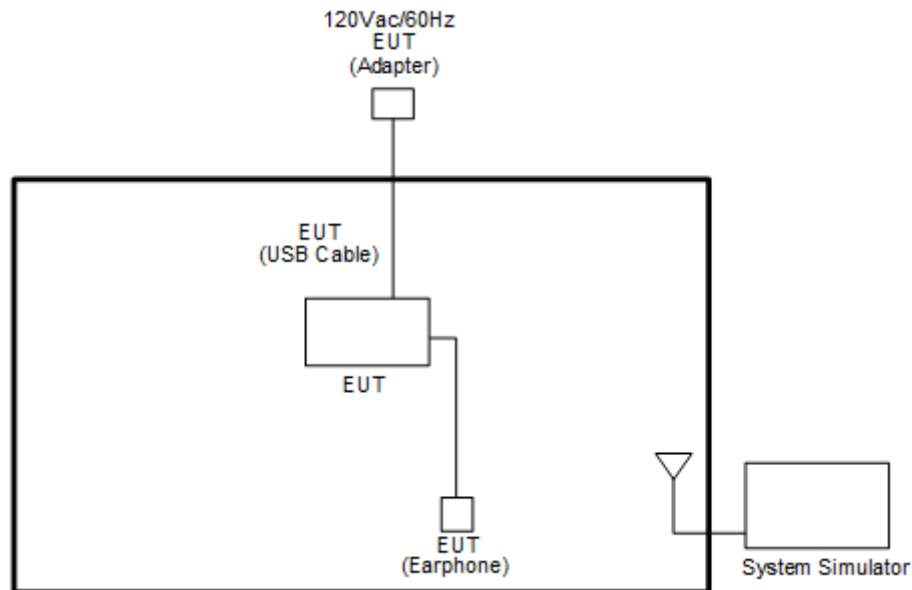 120Vac/60Hz
EUT
(Adapter)
EUT
(USB Cable)
EUT
EUT
(Earphone)
System Simulator